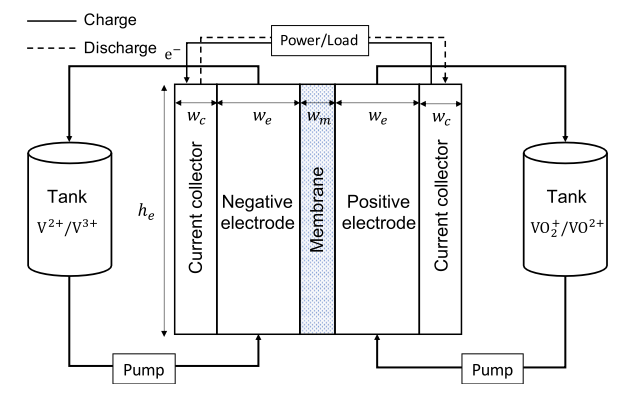 Charge
Discharge
e⁻
Power/Load
w_c
w_e
w_m
w_e
w_c
h_e
Current collector
Negative
electrode
Membrane
Positive
electrode
Current collector
Tank
V²⁺/V³⁺
Tank
VO₂⁺/VO²⁺
Pump
Pump